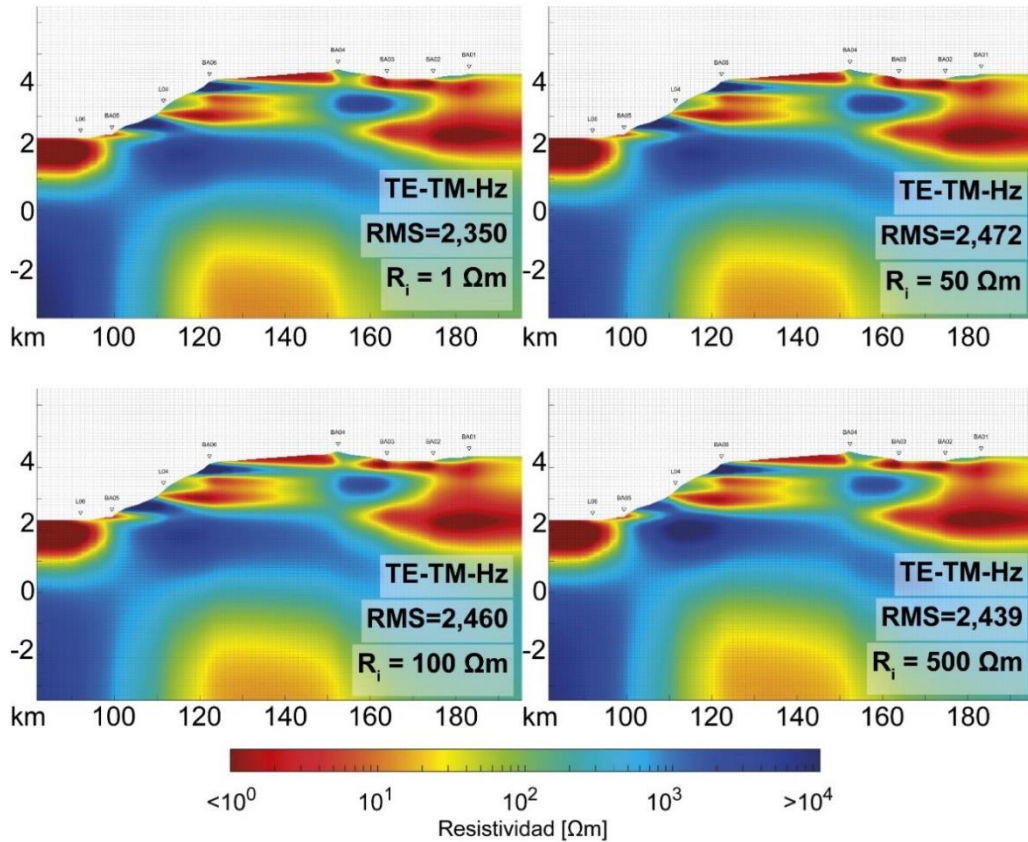 BA04
BA03
BA02
BA01
BA06
L04
BA05
L06
4
2
0
-2
TE-TM-Hz
RMS=2,350
Ri = 1 Ωm
km
100
120
140
160
180
BA04
BA03
BA02
BA01
BA06
L04
BA05
L06
4
2
0
-2
TE-TM-Hz
RMS=2,472
Ri = 50 Ωm
km
100
120
140
160
180
BA04
BA03
BA02
BA01
BA06
L04
BA05
L06
4
2
0
-2
TE-TM-Hz
RMS=2,460
Ri = 100 Ωm
km
100
120
140
160
180
BA04
BA03
BA02
BA01
BA06
L04
BA05
L06
4
2
0
-2
TE-TM-Hz
RMS=2,439
Ri = 500 Ωm
km
100
120
140
160
180
<10⁰
10¹
10²
10³
>10⁴
Resistividad [Ωm]